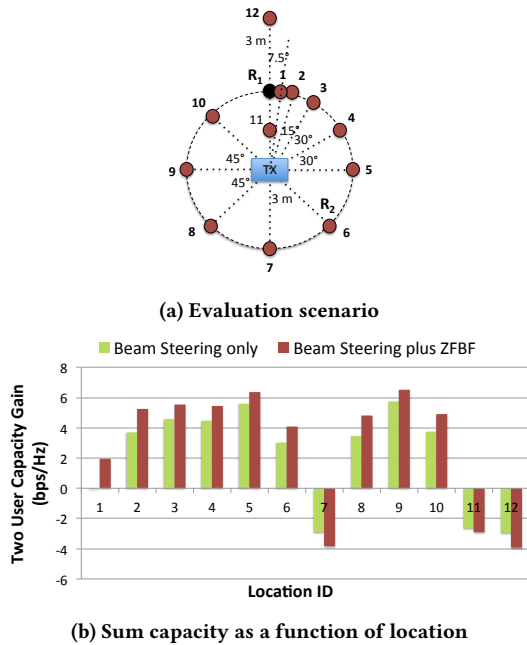 12
3 m
7.5°
R1
1
2
3
10
4
11
15°
30°
45°
30°
9
TX
5
45°
3 m
R2
8
6
7
(a) Evaluation scenario
Beam Steering only
Beam Steering plus ZFBF
Two User Capacity Gain
(bps/Hz)
8
6
4
2
0
-2
-4
-6
1 2 3 4 5 6 7 8 9 10 11 12
Location ID
(b) Sum capacity as a function of location